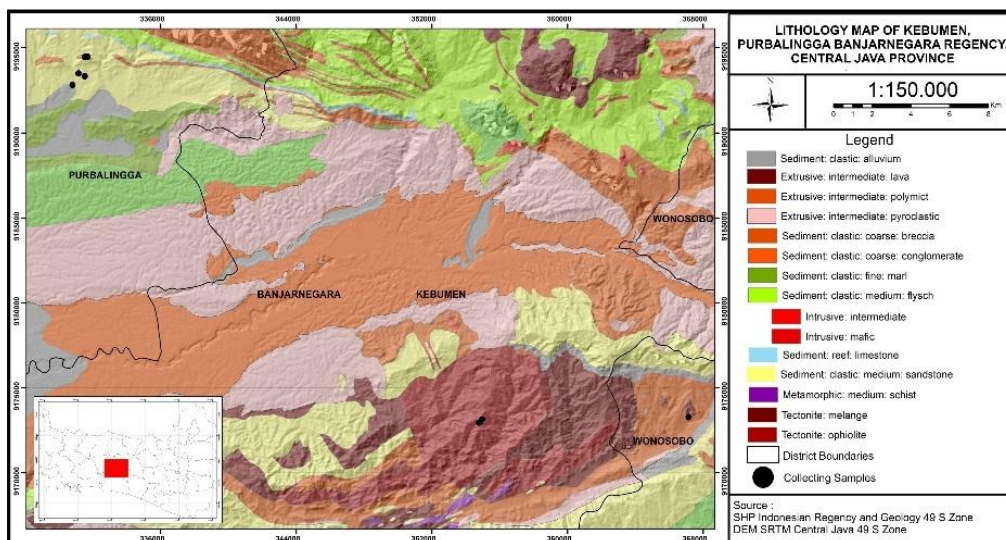 336000 344000 352000 360000 368000
9195000 9195000
9190000 9190000
PURBALINGGA
WONOSOBO
9185000 9185000
BANJARNEGARA KEBUMEN
9180000 9180000
9175000 9175000
WONOSOBO
9170000 9170000
336000 344000 352000 360000 368000
LITHOLOGY MAP OF KEBUMEN,
PURBALINGGA BANJARNEGARA REGENCY,
CENTRAL JAVA PROVINCE
1:150.000
0 1 2 4 6 8 Km
Legend
Sediment: clastic: alluvium
Extrusive: intermediate: lava
Extrusive: intermediate: polymict
Extrusive: intermediate: pyroclastic
Sediment: clastic: coarse: breccia
Sediment: clastic: coarse: conglomerate
Sediment: clastic: fine: marl
Sediment: clastic: medium: flysch
Intrusive: intermediate
Intrusive: mafic
Sediment: reef: limestone
Sediment: clastic: medium: sandstone
Metamorphic: medium: schist
Tectonite: melange
Tectonite: ophiolite
District Boundaries
Collecting Samples
Source :
SHP Indonesian Regency and Geology 49 S Zone
DEM SRTM Central Java 49 S Zone